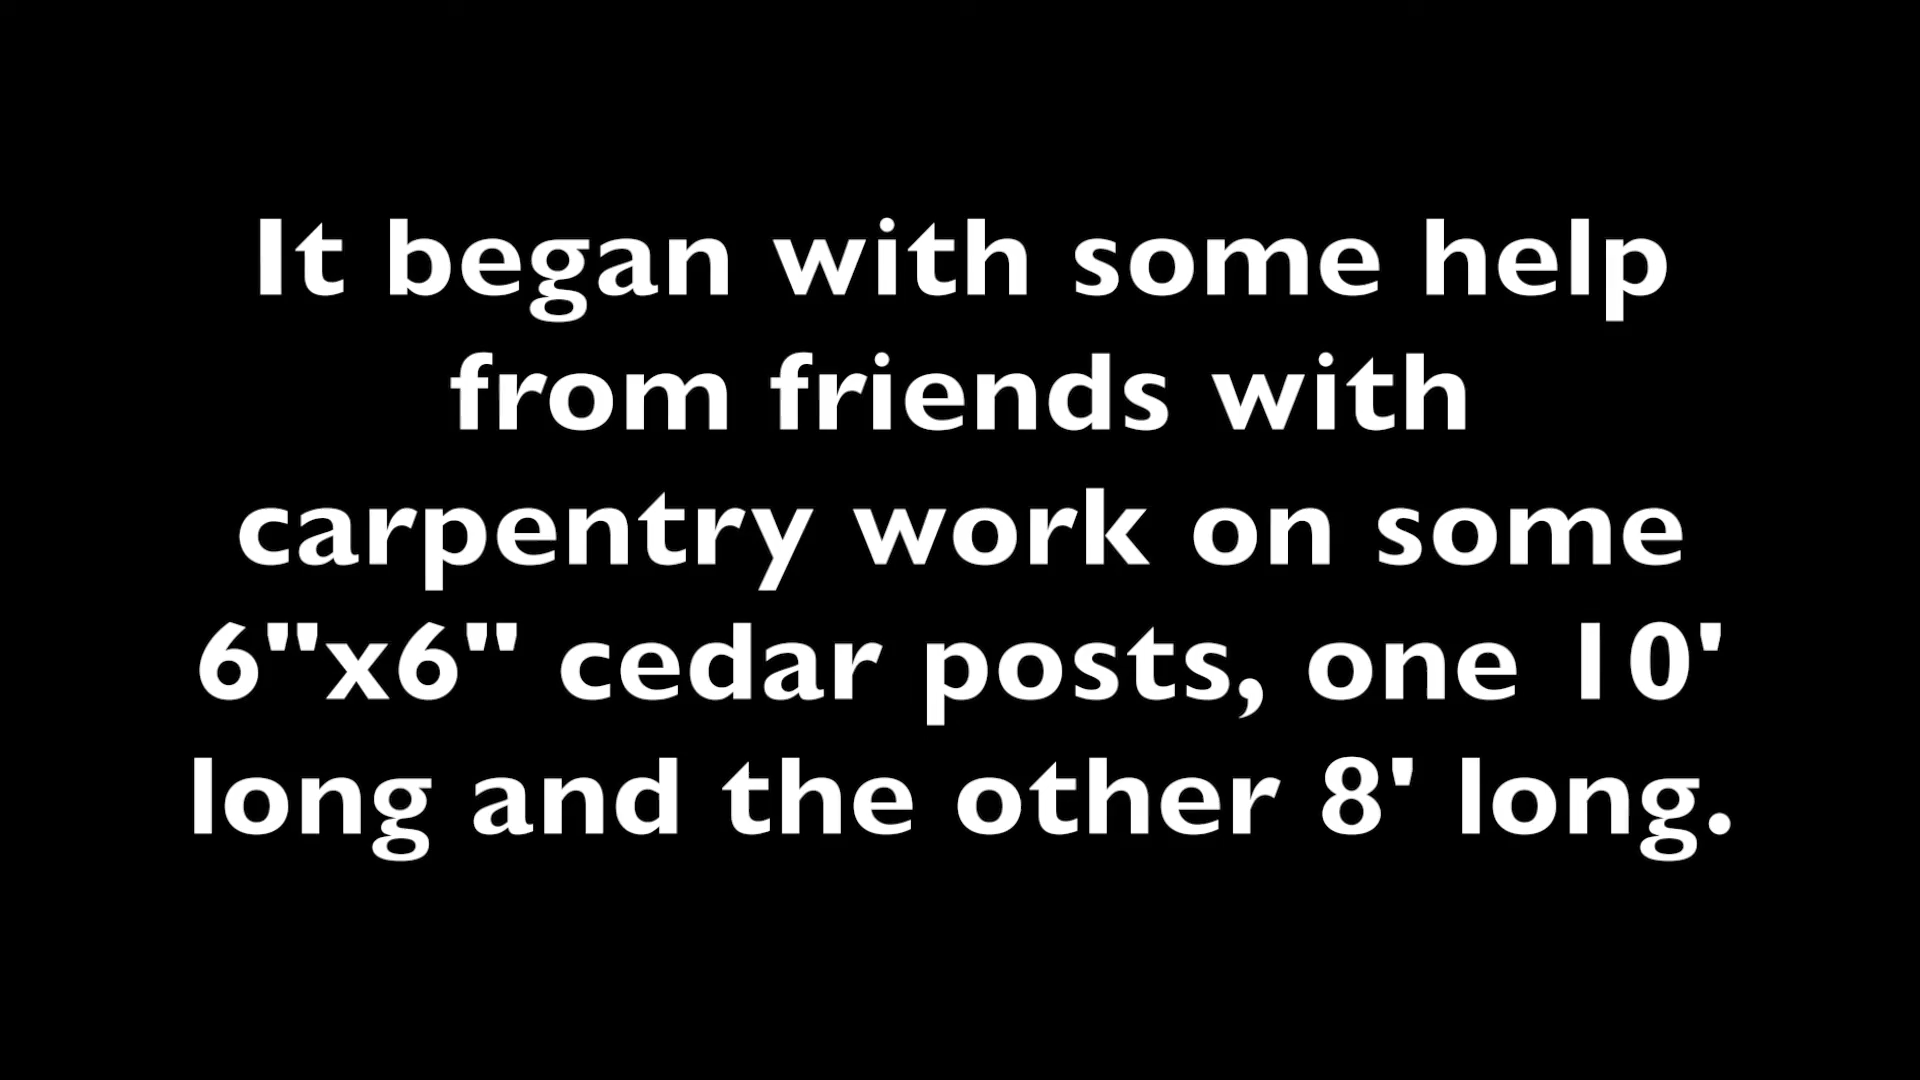 It began with some help
from friends with
carpentry work on some
6"x6" cedar posts, one 10'
long and the other 8' long.